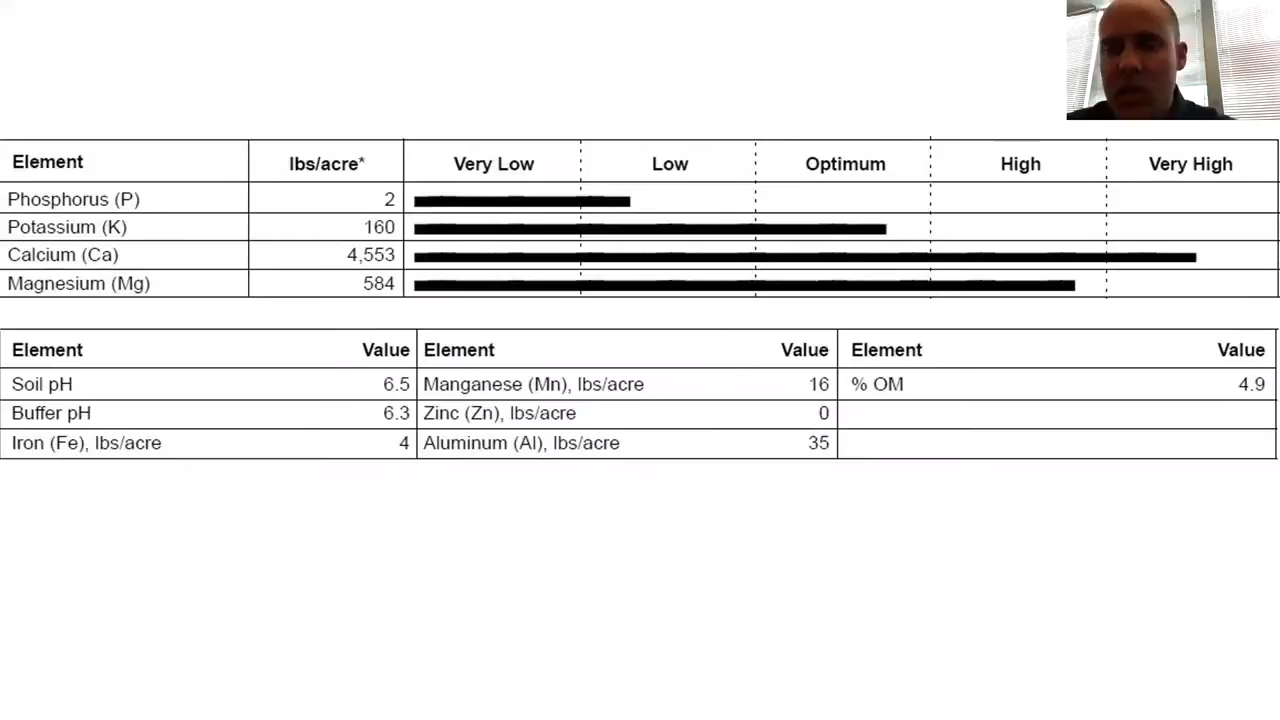 Element lbs/acre* Very Low Low Optimum High Very High
Phosphorus (P) 2
Potassium (K) 160
Calcium (Ca) 4,553
Magnesium (Mg) 584
Element Value Element Value Element Value
Soil pH 6.5 Manganese (Mn), lbs/acre 16 % OM 4.9
Buffer pH 6.3 Zinc (Zn), lbs/acre 0
Iron (Fe), lbs/acre 4 Aluminum (Al), lbs/acre 35